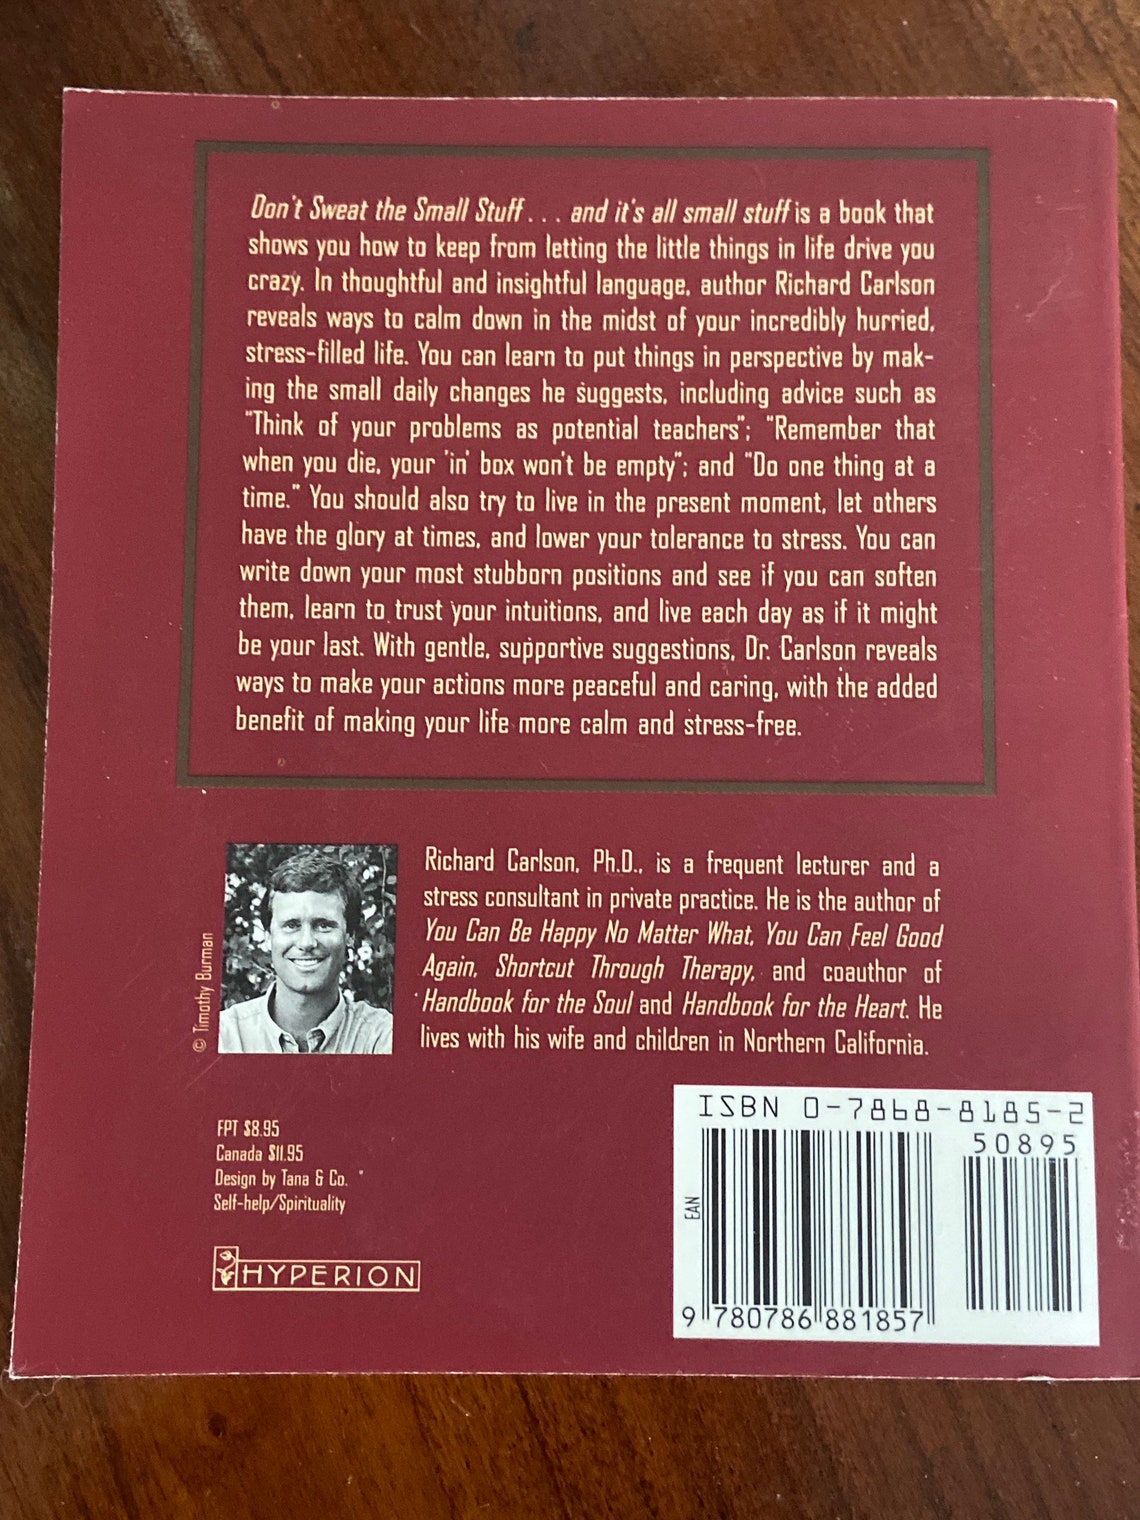 Don't Sweat the Small Stuff . . . and it's all small stuff is a book that
shows you how to keep from letting the little things in life drive you
crazy. In thoughtful and insightful language, author Richard Carlson
reveals ways to calm down in the midst of your incredibly hurried,
stress-filled life. You can learn to put things in perspective by mak-
ing the small daily changes he suggests, including advice such as
"Think of your problems as potential teachers"; "Remember that
when you die, your 'in' box won't be empty"; and "Do one thing at a
time." You should also try to live in the present moment, let others
have the glory at times, and lower your tolerance to stress. You can
write down your most stubborn positions and see if you can soften
them, learn to trust your intuitions, and live each day as if it might
be your last. With gentle, supportive suggestions, Dr. Carlson reveals
ways to make your actions more peaceful and caring, with the added
benefit of making your life more calm and stress-free.
© Timothy Burman
Richard Carlson, Ph.D., is a frequent lecturer and a
stress consultant in private practice. He is the author of
You Can Be Happy No Matter What, You Can Feel Good
Again, Shortcut Through Therapy, and coauthor of
Handbook for the Soul and Handbook for the Heart. He
lives with his wife and children in Northern California.
FPT $8.95
Canada $11.95
Design by Tana & Co.
Self-help/Spirituality
HYPERION
ISBN 0-7868-8185-2
50895
EAN
9 780786 881857